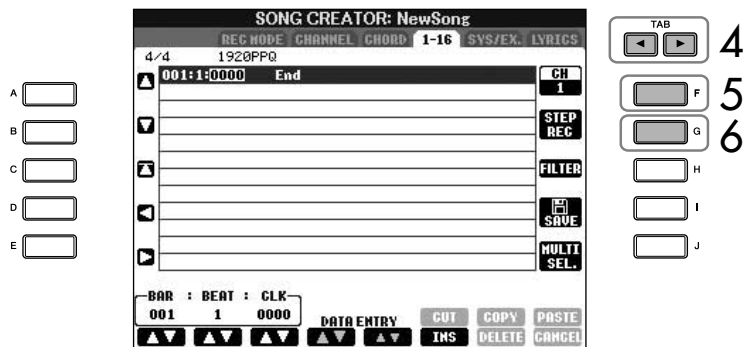 SONG CREATOR: NewSong
REC MODE CHANNEL CHORD 1-16 SYS/EX. LYRICS
TAB
4
4/4 1920PPQ
001:1:0000 End
CH
1
A
F
5
STEP
REC
B
G
6
C
FILTER
H
D
SAVE
I
E
MULTI
SEL.
J
BAR : BEAT : CLK
001 1 0000
DATA ENTRY
CUT COPY PASTE
INS DELETE CANCEL